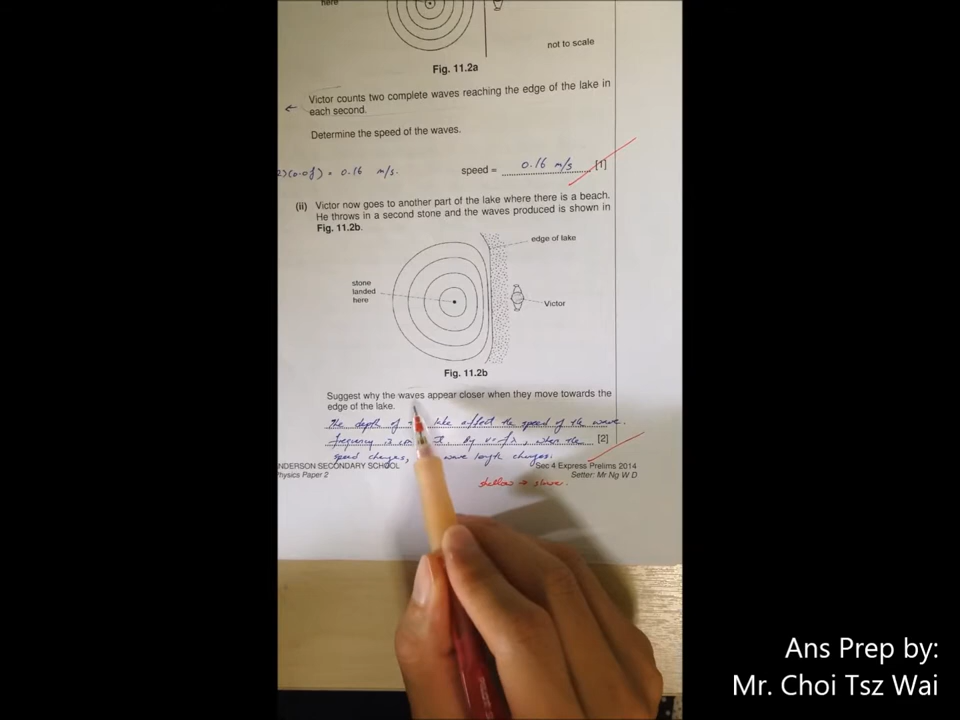 here
not to scale
Fig. 11.2a
Victor counts two complete waves reaching the edge of the lake in
each second.
Determine the speed of the waves.
= 0.16 m/s.
speed = 0.16 m/s [1]
(ii) Victor now goes to another part of the lake where there is a beach.
He throws in a second stone and the waves produced is shown in
Fig. 11.2b.
edge of lake
stone
landed
here
Victor
Fig. 11.2b
Suggest why the waves appear closer when they move towards the
edge of the lake.
The depth of lake affect the speed of the wave.
frequency is By v=fλ, when the [2]
speed changes, wave length changes.
NDERSON SECONDARY SCHOOL
hysics Paper 2
Sec 4 Express Prelims 2014
Setter: Mr Ng W D
shallow → slow.
Ans Prep by:
Mr. Choi Tsz Wai